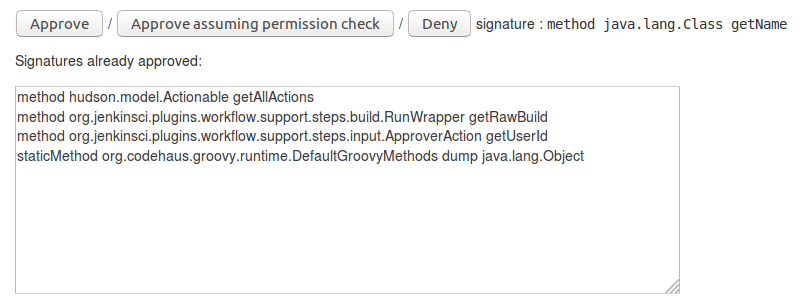 Approve / Approve assuming permission check / Deny signature : method java.lang.Class getName
Signatures already approved:
method hudson.model.Actionable getAllActions
method org.jenkinsci.plugins.workflow.support.steps.build.RunWrapper getRawBuild
method org.jenkinsci.plugins.workflow.support.steps.input.ApproverAction getUserId
staticMethod org.codehaus.groovy.runtime.DefaultGroovyMethods dump java.lang.Object